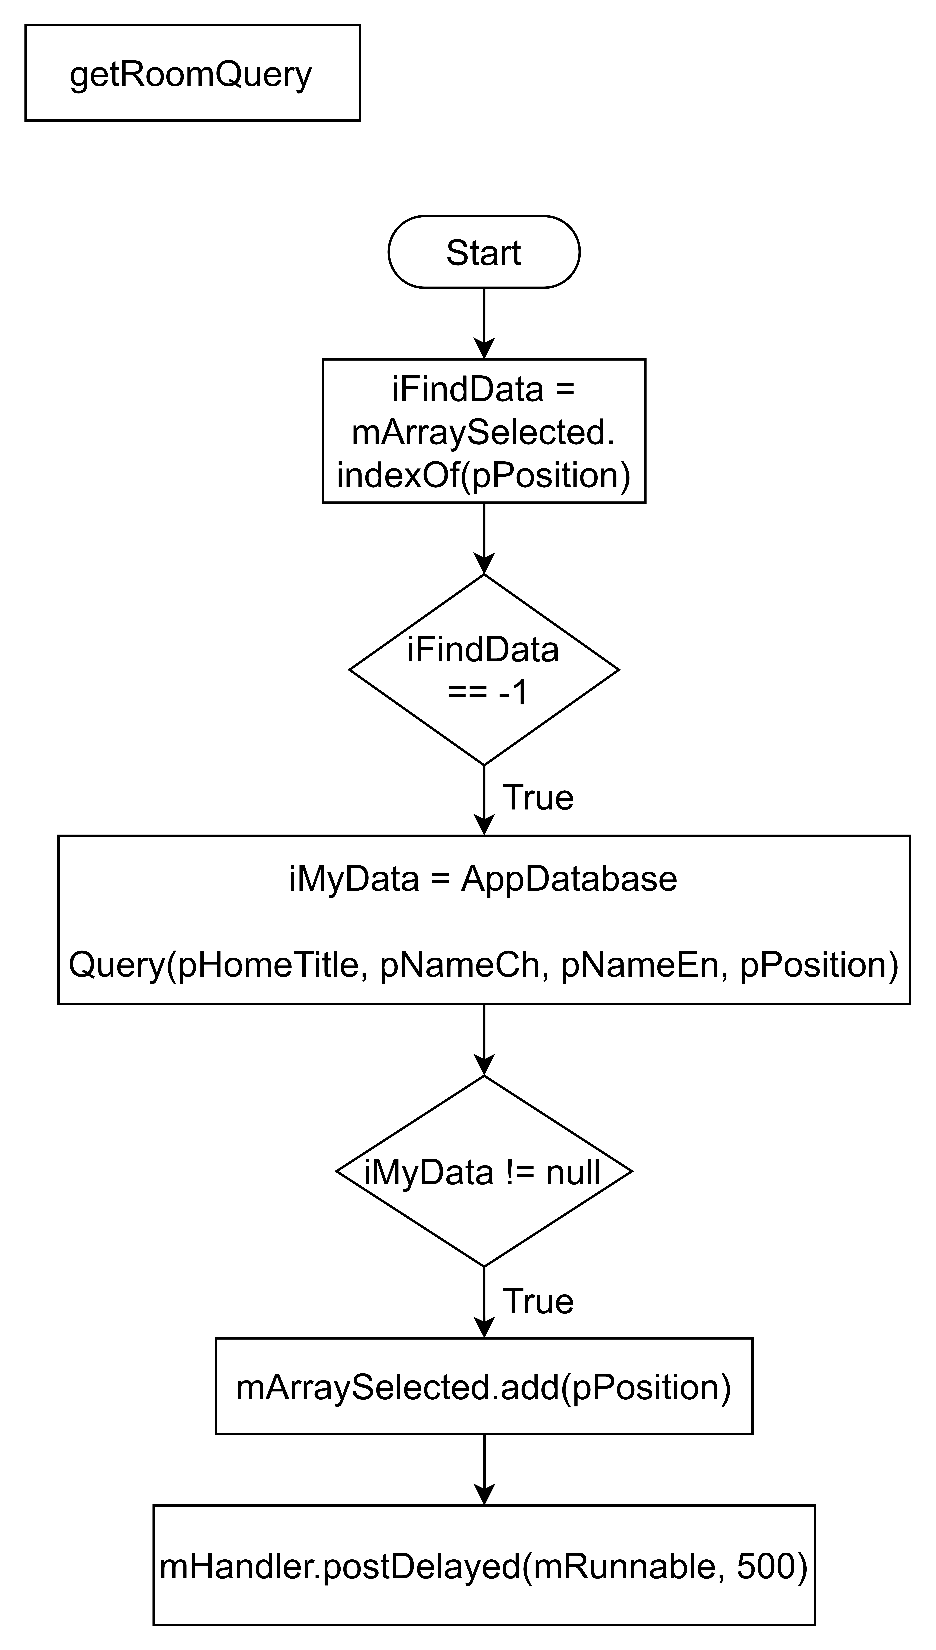 getRoomQuery
Start
iFindData =
mArraySelected.
indexOf(pPosition)
iFindData
== -1
True
iMyData = AppDatabase
Query(pHomeTitle, pNameCh, pNameEn, pPosition)
iMyData != null
True
mArraySelected.add(pPosition)
mHandler.postDelayed(mRunnable, 500)